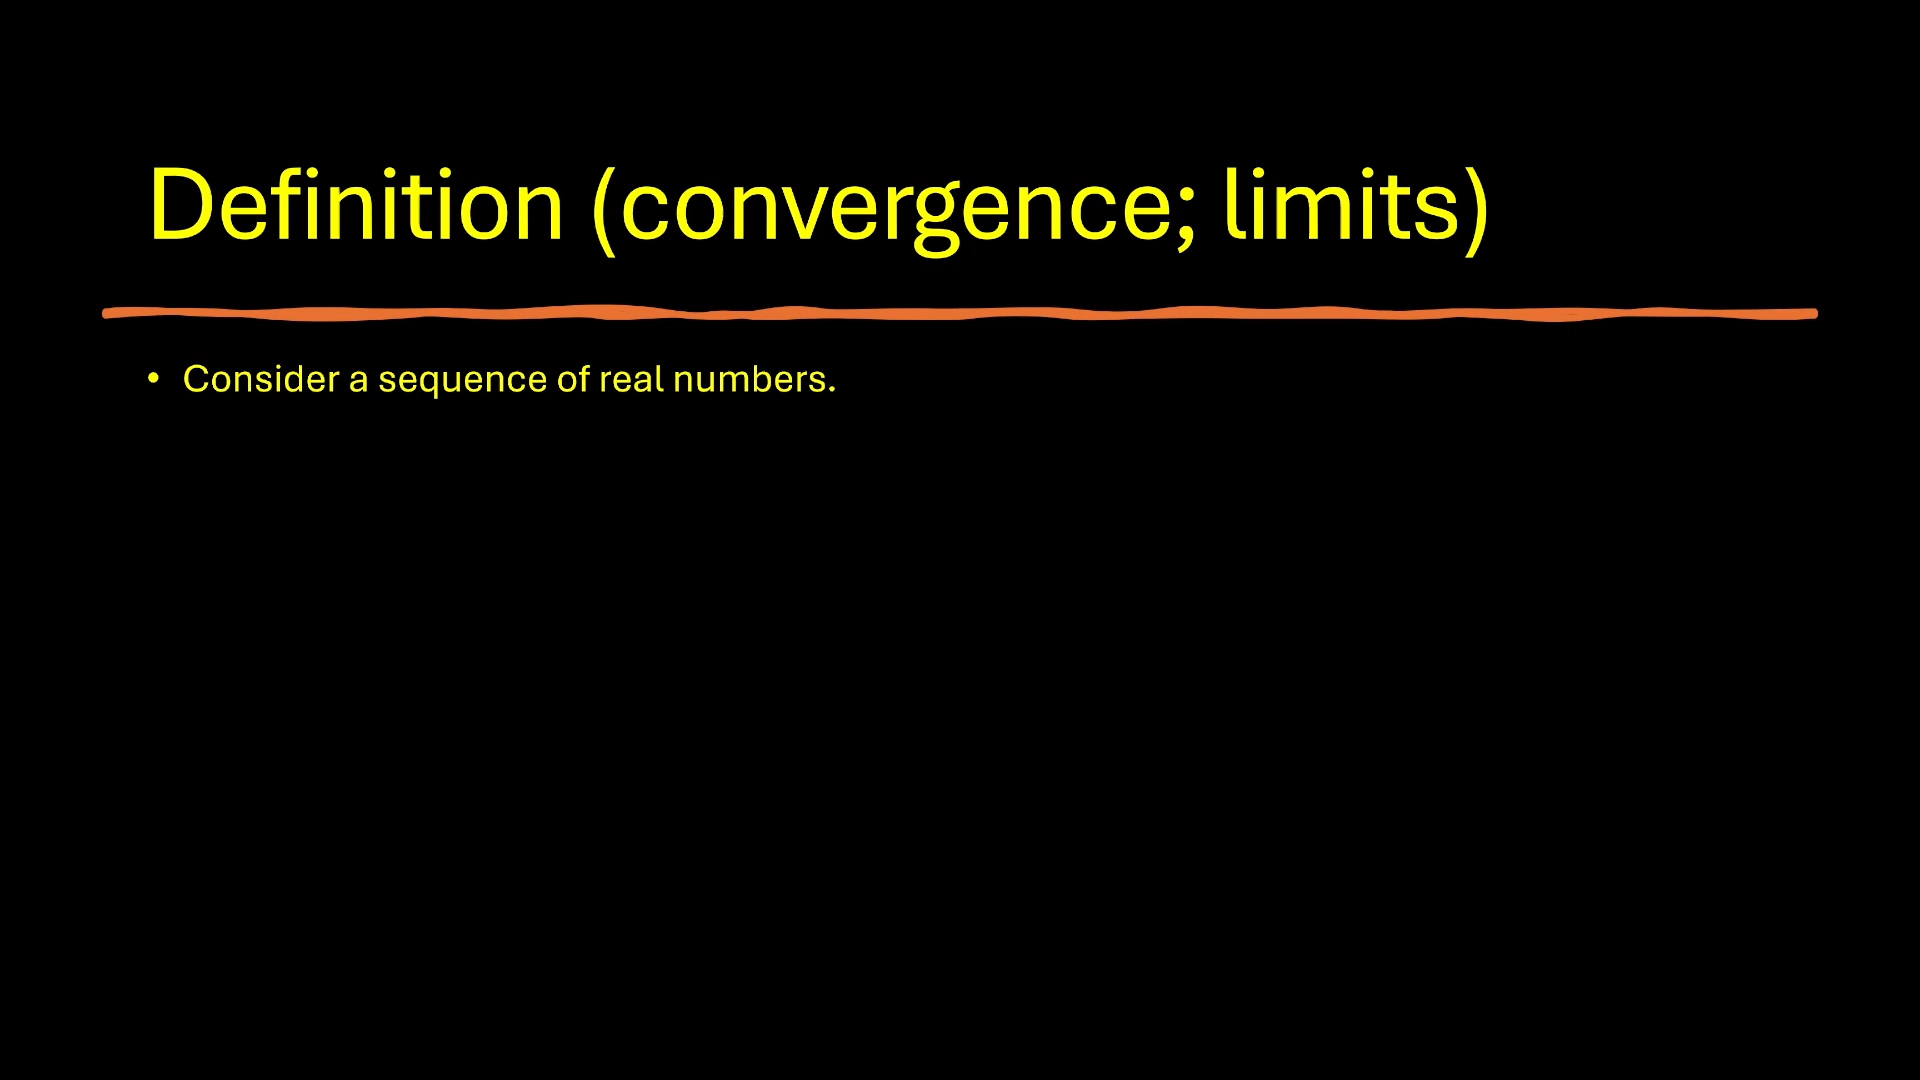 Definition (convergence; limits)
• Consider a sequence of real numbers.